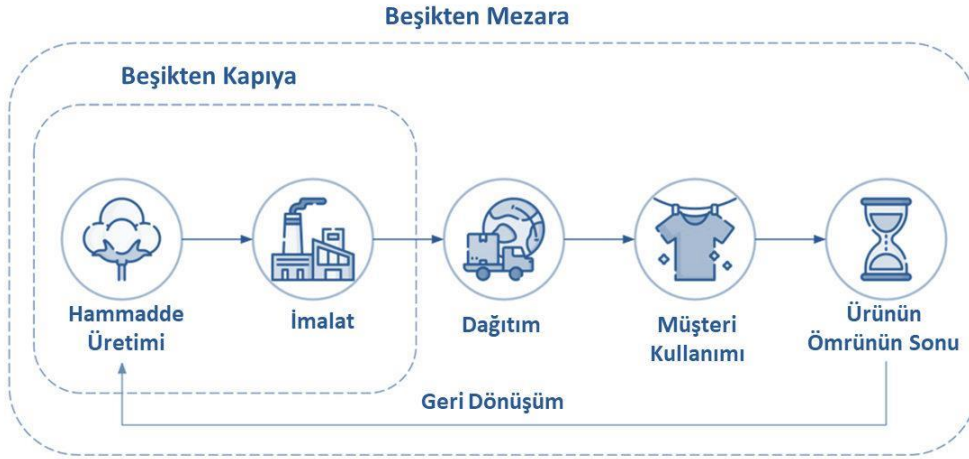 Beşikten Mezara
Beşikten Kapıya
Hammadde
Üretimi
İmalat
Dağıtım
Müşteri
Kullanımı
Ürünün
Ömrünün Sonu
Geri Dönüşüm